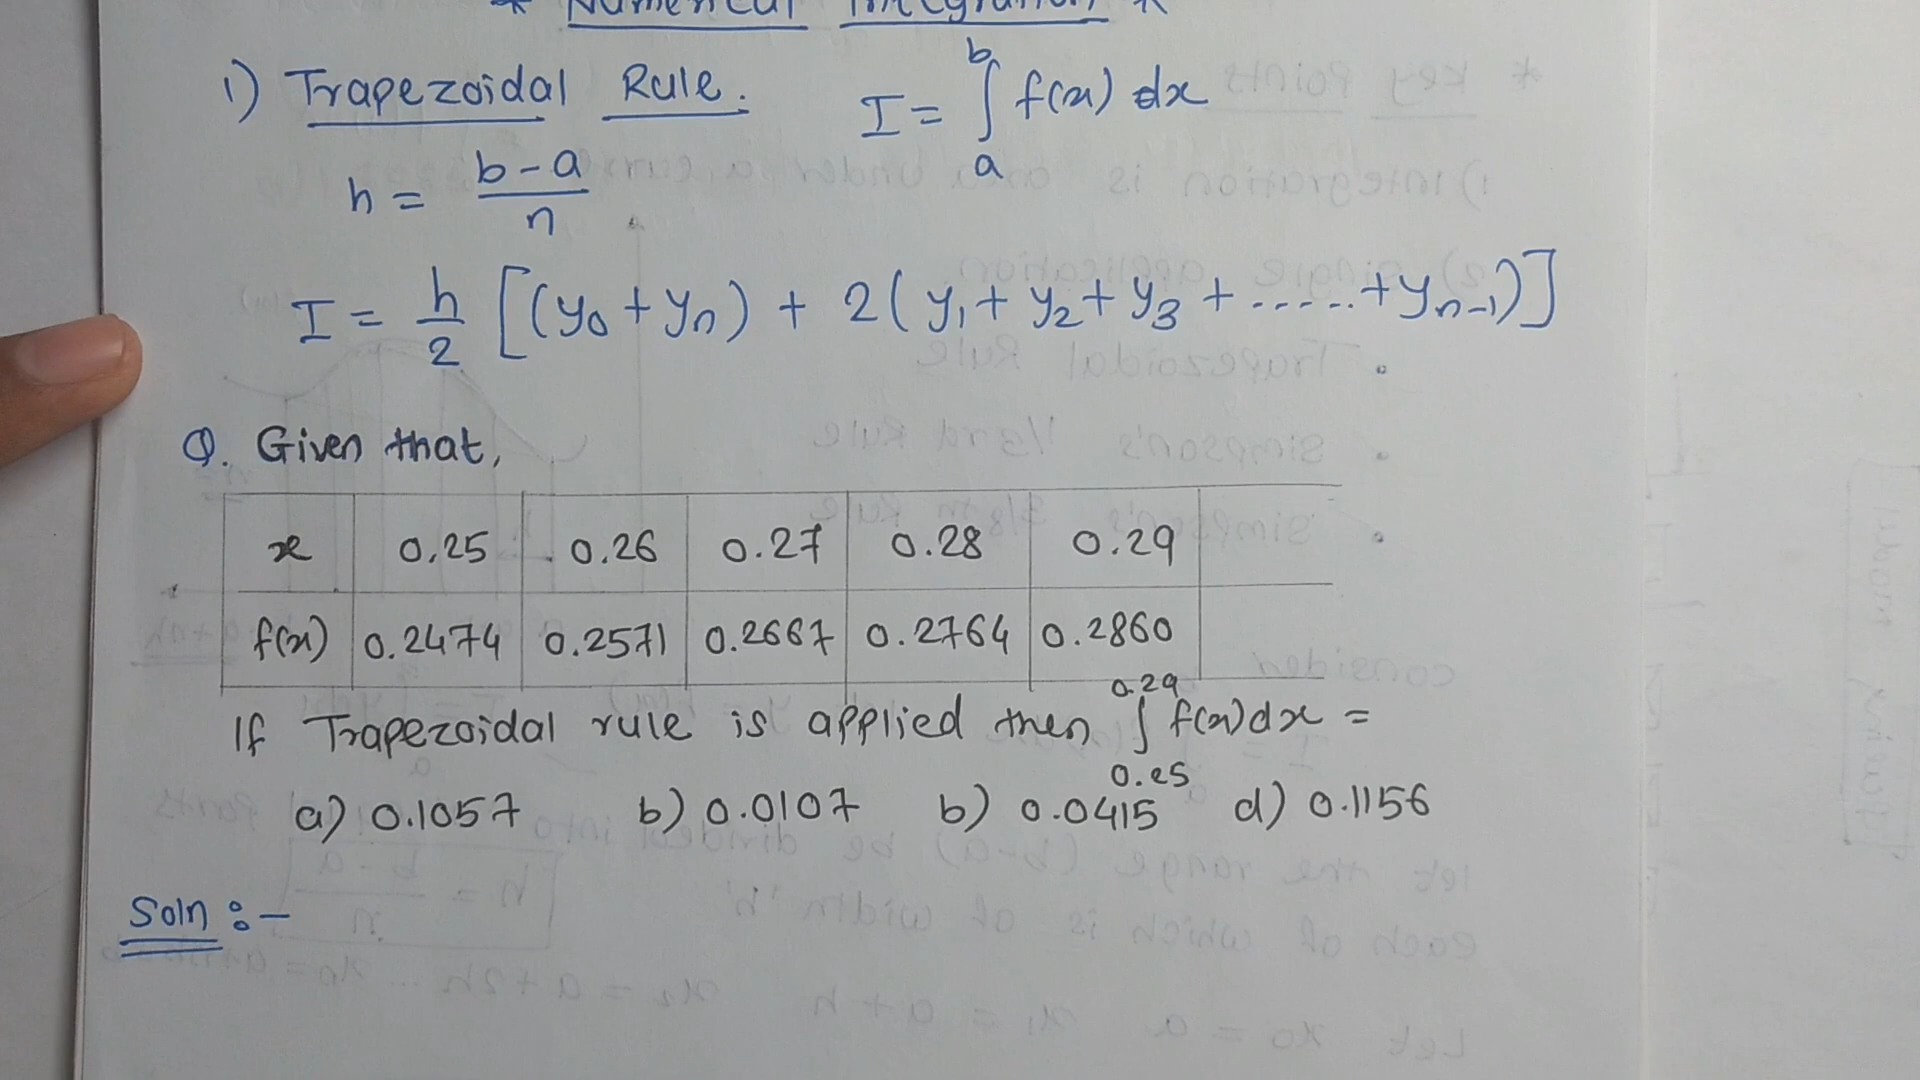 * Numerical Integration *
1) Trapezoidal Rule. I = ∫_a^b f(x) dx
h = (b-a)/n
I = h/2 [(y₀ + yₙ) + 2(y₁ + y₂ + y₃ + ..... + yₙ₋₁)]
Q. Given that,
x 0.25 0.26 0.27 0.28 0.29
f(x) 0.2474 0.2571 0.2667 0.2764 0.2860
If Trapezoidal rule is applied then ∫_0.25^0.29 f(x)dx =
a) 0.1057 b) 0.0107 b) 0.0415 d) 0.1156
Soln :-